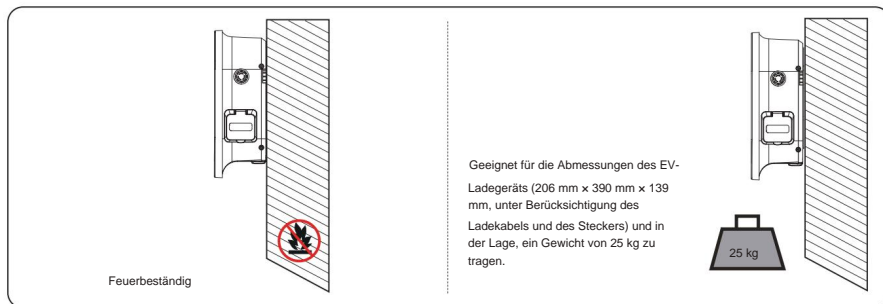 Feuerbeständig
Geeignet für die Abmessungen des EV-
Ladegeräts (206 mm × 390 mm × 139
mm, unter Berücksichtigung des
Ladekabels und des Steckers) und in
der Lage, ein Gewicht von 25 kg zu
tragen.
25 kg